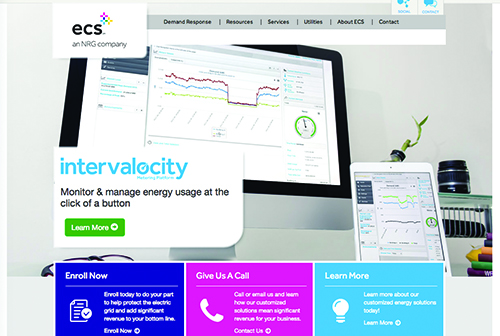 ecs
an NRG company
Demand Response | Resources | Services | Utilities | About ECS | Contact
intervalocity
Metering Platform
Monitor & manage energy usage at the
click of a button
Learn More
Enroll Now
Enroll today to do your part
to help protect the electric
grid and add significant
revenue to your bottom line.
Enroll Now
Give Us A Call
Call or email us and learn
how our customized
solutions mean significant
revenue for your business.
Contact Us
Learn More
Learn more about our
customized energy solutions
today!
Learn More